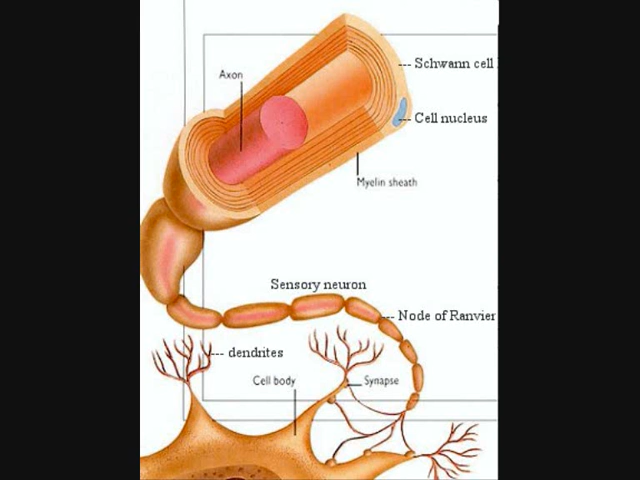 Schwann cell
Axon
Cell nucleus
Myelin sheath
Sensory neuron
Node of Ranvier
dendrites
Cell body
Synapse